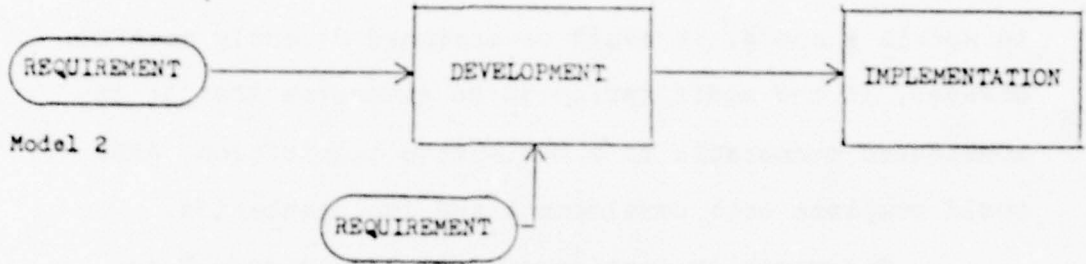 REQUIREMENT
DEVELOPMENT
IMPLEMENTATION
Model 2
REQUIREMENT